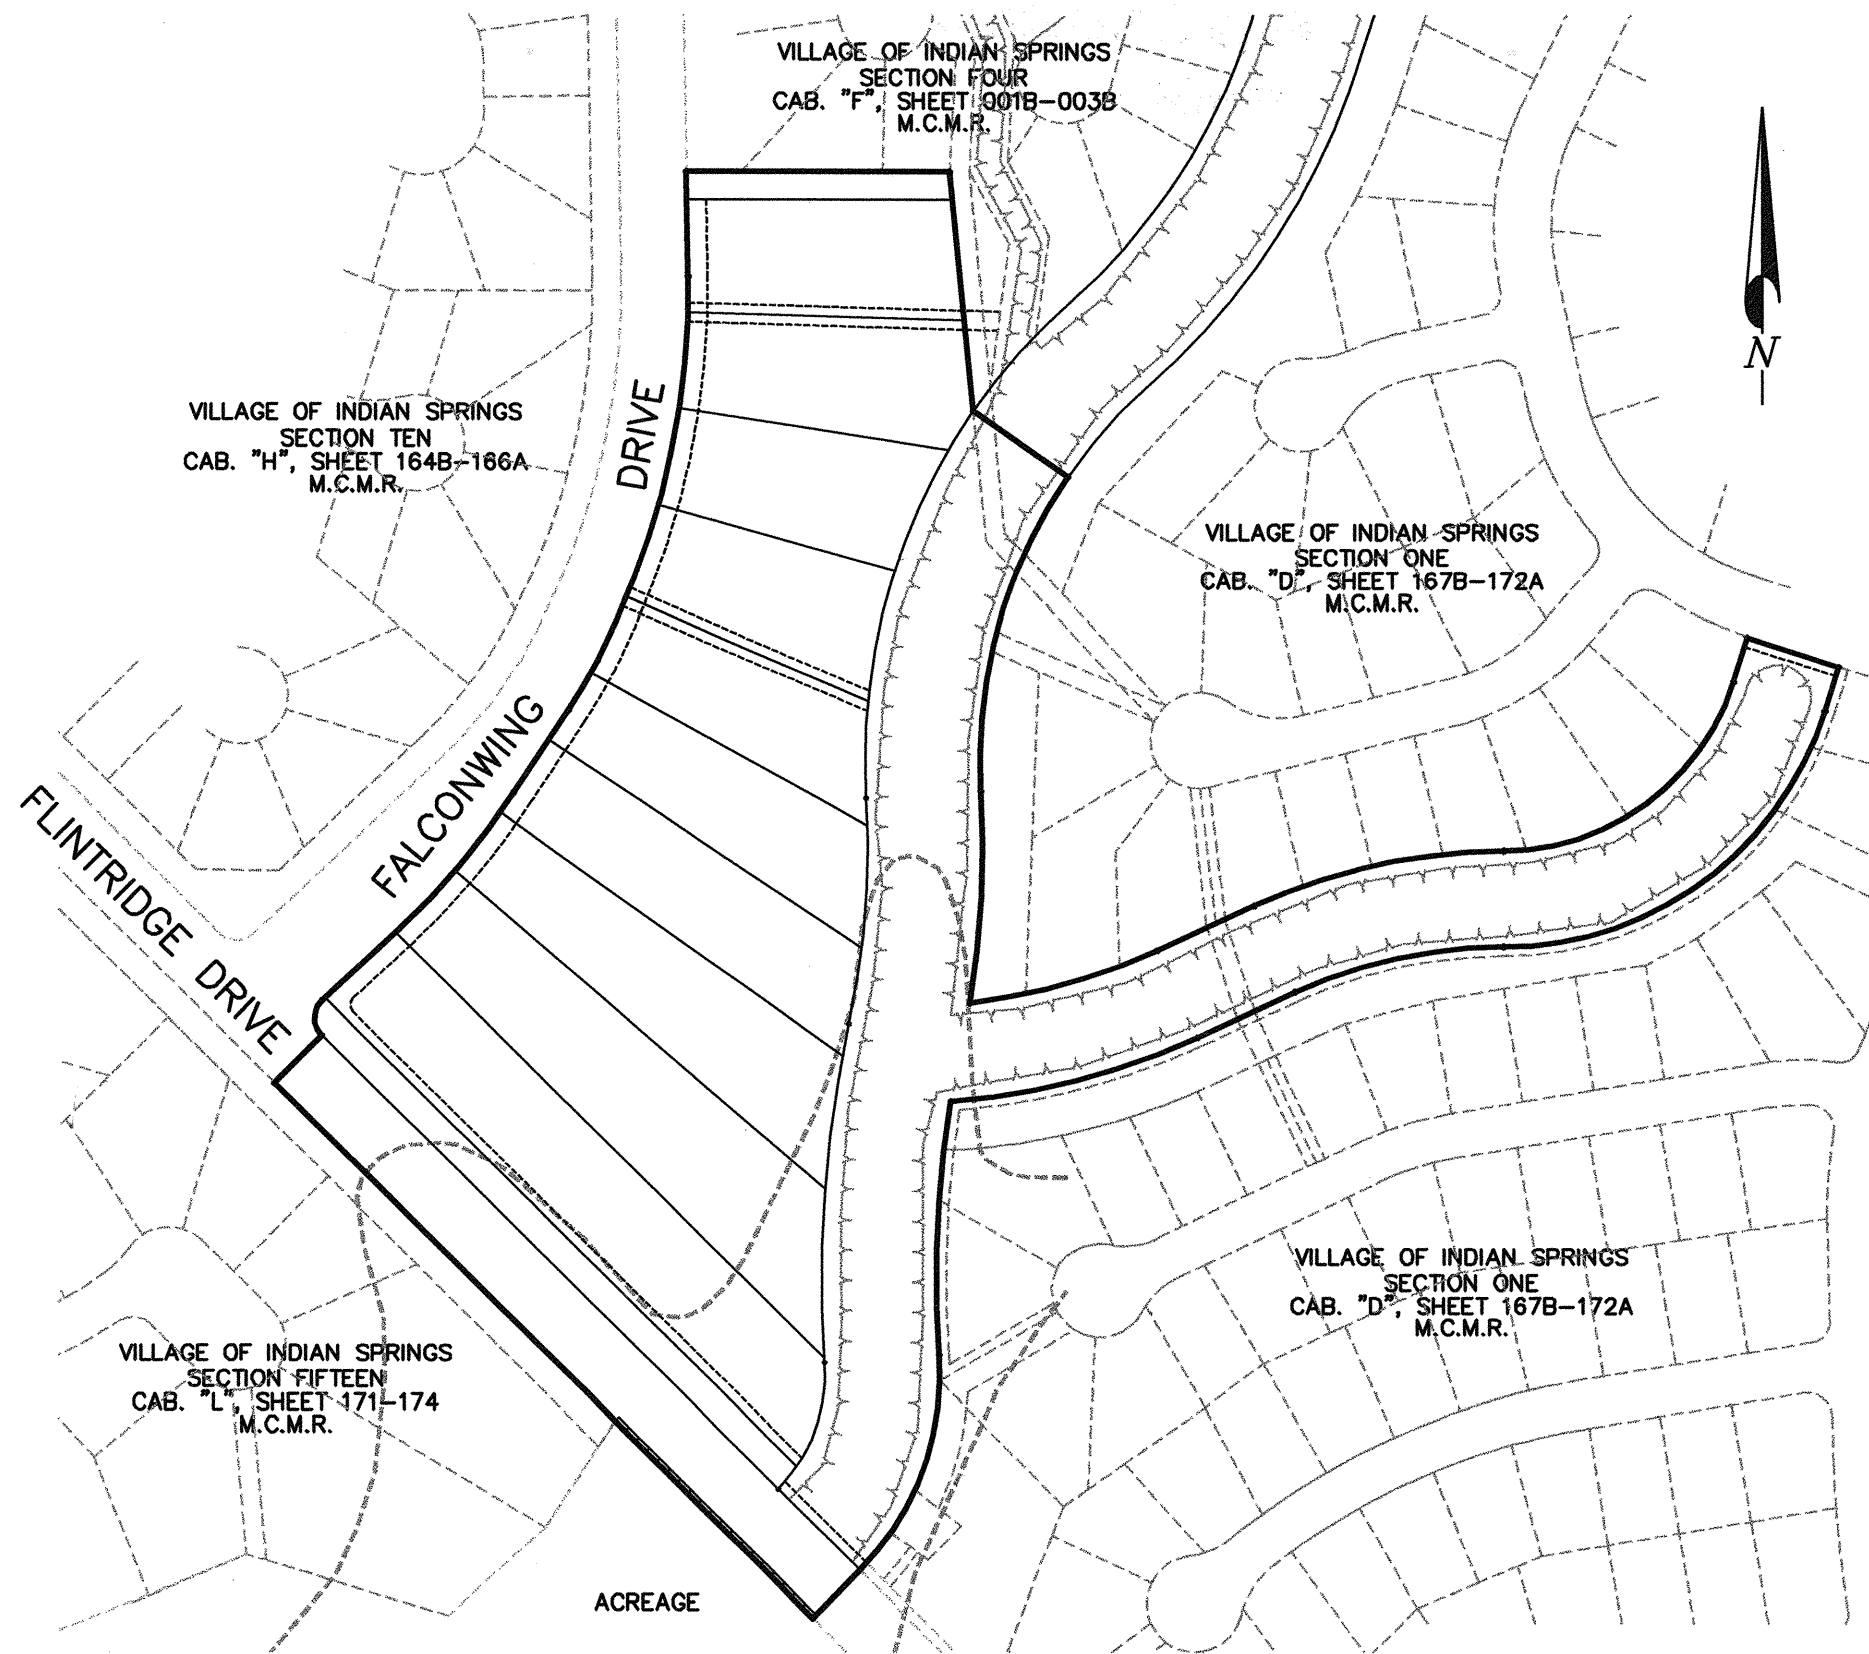 VILLAGE OF INDIAN SPRINGS
SECTION FOUR
CAB. "F", SHEET 001B-003B
M.C.M.R.
N
DRIVE
VILLAGE OF INDIAN SPRINGS
SECTION TEN
CAB. "H", SHEET 164B-166A
M.C.M.R.
VILLAGE OF INDIAN SPRINGS
SECTION ONE
CAB. "D", SHEET 167B-172A
M.C.M.R.
FALCONWING
FLINTRIDGE DRIVE
VILLAGE OF INDIAN SPRINGS
SECTION ONE
CAB. "D", SHEET 167B-172A
M.C.M.R.
VILLAGE OF INDIAN SPRINGS
SECTION FIFTEEN
CAB. "L", SHEET 171-174
M.C.M.R.
ACREAGE